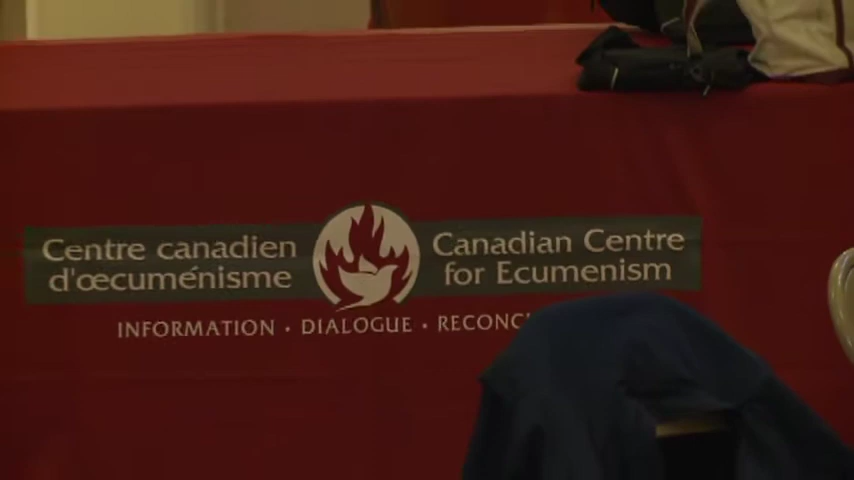 Centre canadien
d'œcuménisme
Canadian Centre
for Ecumenism
INFORMATION · DIALOGUE ·